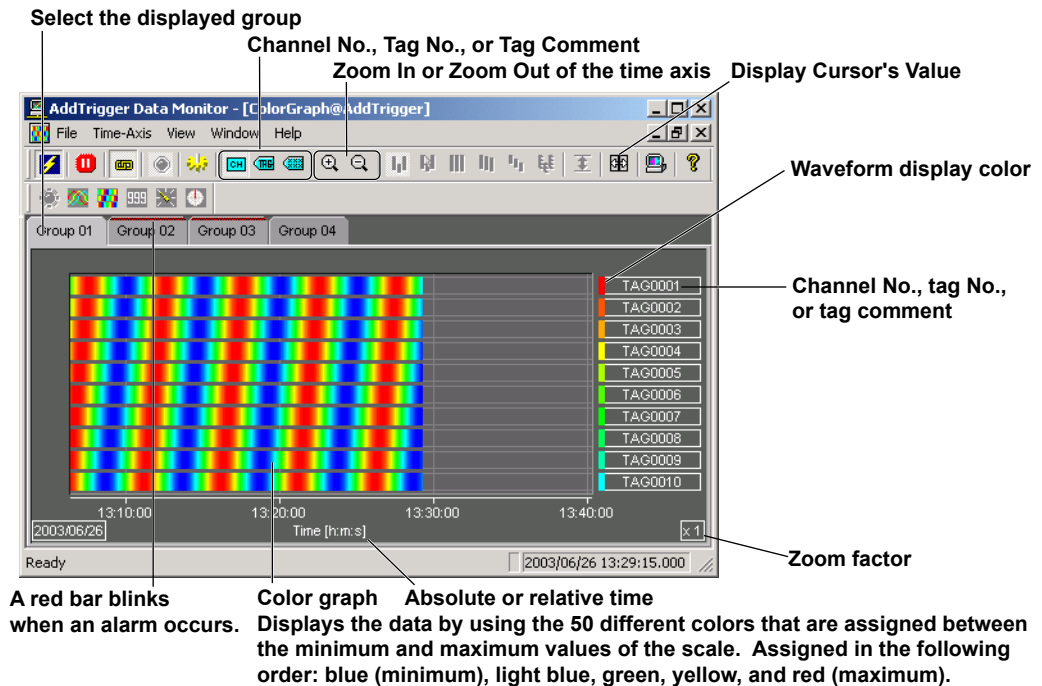 Select the displayed group
Channel No., Tag No., or Tag Comment
Zoom In or Zoom Out of the time axis
Display Cursor's Value
AddTrigger Data Monitor - [ColorGraph@AddTrigger]
File Time-Axis View Window Help
CH TAG
999
Waveform display color
Group 01 Group 02 Group 03 Group 04
TAG0001
Channel No., tag No.,
or tag comment
TAG0002
TAG0003
TAG0004
TAG0005
TAG0006
TAG0007
TAG0008
TAG0009
TAG0010
13:10:00 13:20:00 13:30:00 13:40:00
2003/06/26 Time [h:m:s] x 1
Ready 2003/06/26 13:29:15.000
Zoom factor
A red bar blinks
when an alarm occurs.
Color graph Absolute or relative time
Displays the data by using the 50 different colors that are assigned between
the minimum and maximum values of the scale. Assigned in the following
order: blue (minimum), light blue, green, yellow, and red (maximum).